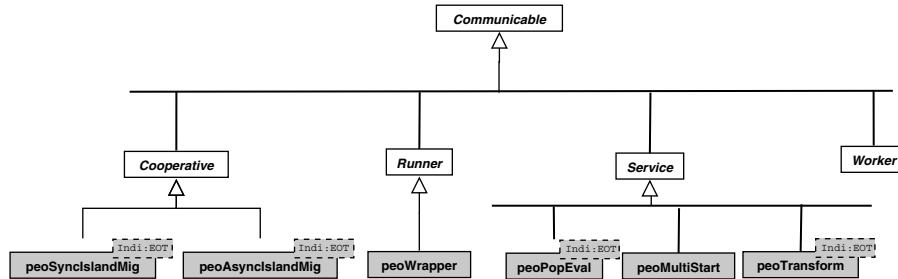 Communicable
Cooperative
Runner
Service
Worker
Indi:EOT
Indi:EOT
Indi:EOT
Indi:EOT
peoSyncIslandMig
peoAsyncIslandMig
peoWrapper
peoPopEval
peoMultiStart
peoTransform